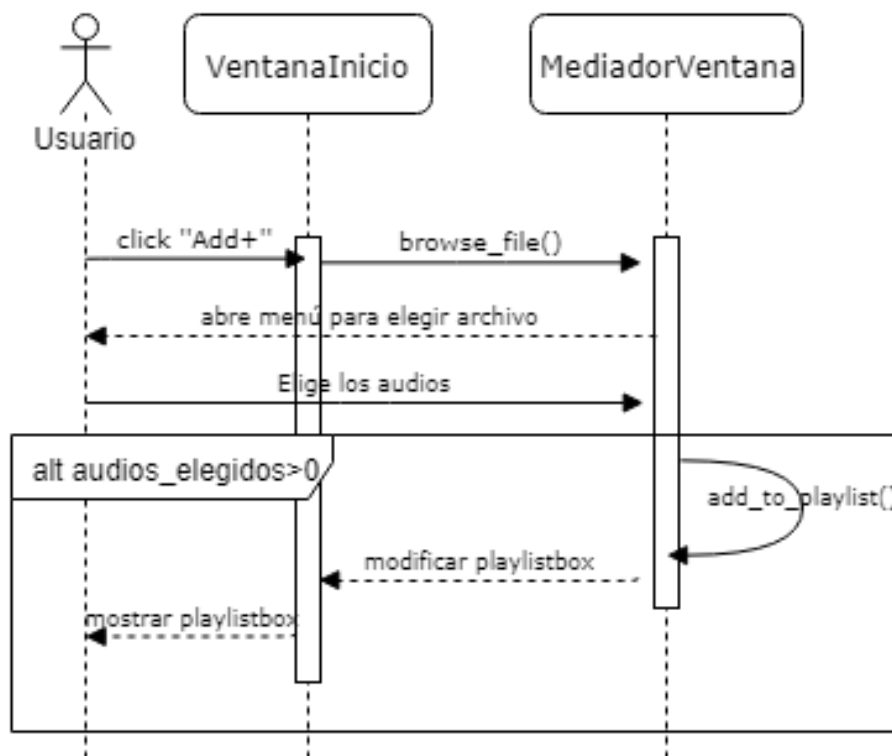 VentanaInicio
MediadorVentana
Usuario
click "Add+"
browse_file()
abre menú para elegir archivo
Elige los audios
alt audios_elegidos>0
add_to_playlist()
modificar playlistbox
mostrar playlistbox